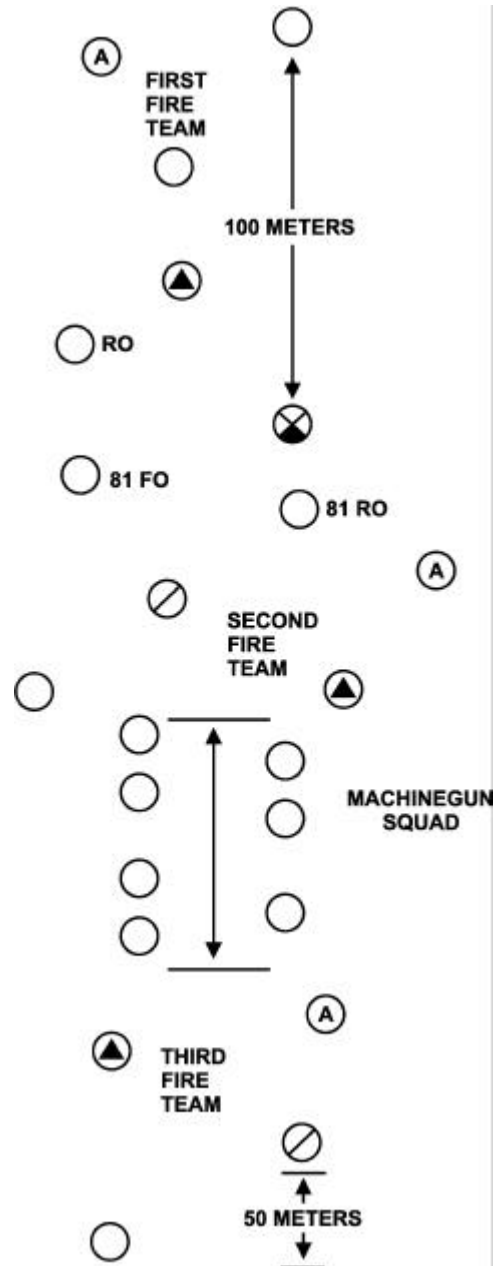 A
FIRST
FIRE
TEAM
100 METERS
RO
81 FO
81 RO
A
SECOND
FIRE
TEAM
MACHINEGUN
SQUAD
A
THIRD
FIRE
TEAM
50 METERS